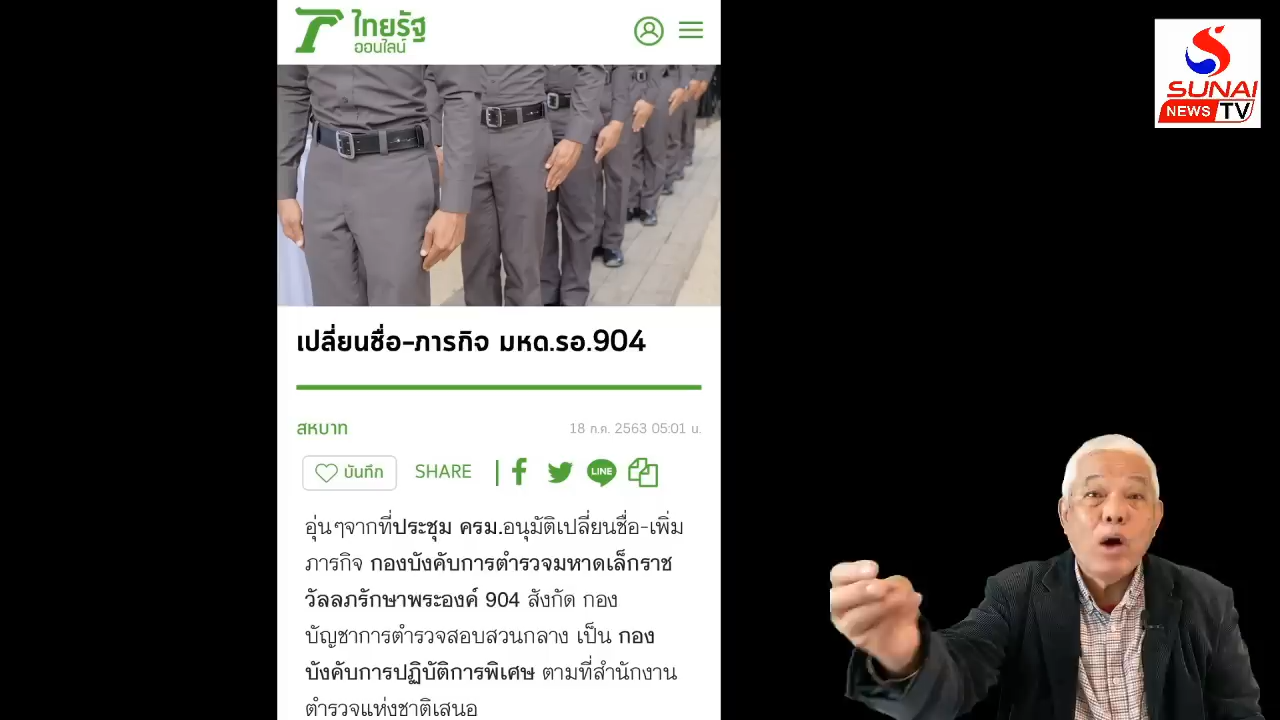 ไทยรัฐ
ออนไลน์
SUNAI
NEWS TV
เปลี่ยนชื่อ-ภารกิจ มหด.รอ.904
สหบาท
18 ก.ค. 2563 05:01 น.
บันทึก
SHARE
LINE
อุ่นๆจากที่ประชุม ครม.อนุมัติเปลี่ยนชื่อ-เพิ่ม
ภารกิจ กองบังคับการตำรวจมหาดเล็กราช
วัลลภรักษาพระองค์ 904 สังกัด กอง
บัญชาการตำรวจสอบสวนกลาง เป็น กอง
บังคับการปฏิบัติการพิเศษ ตามที่สำนักงาน
ตำรวจแห่งชาติเสนอ